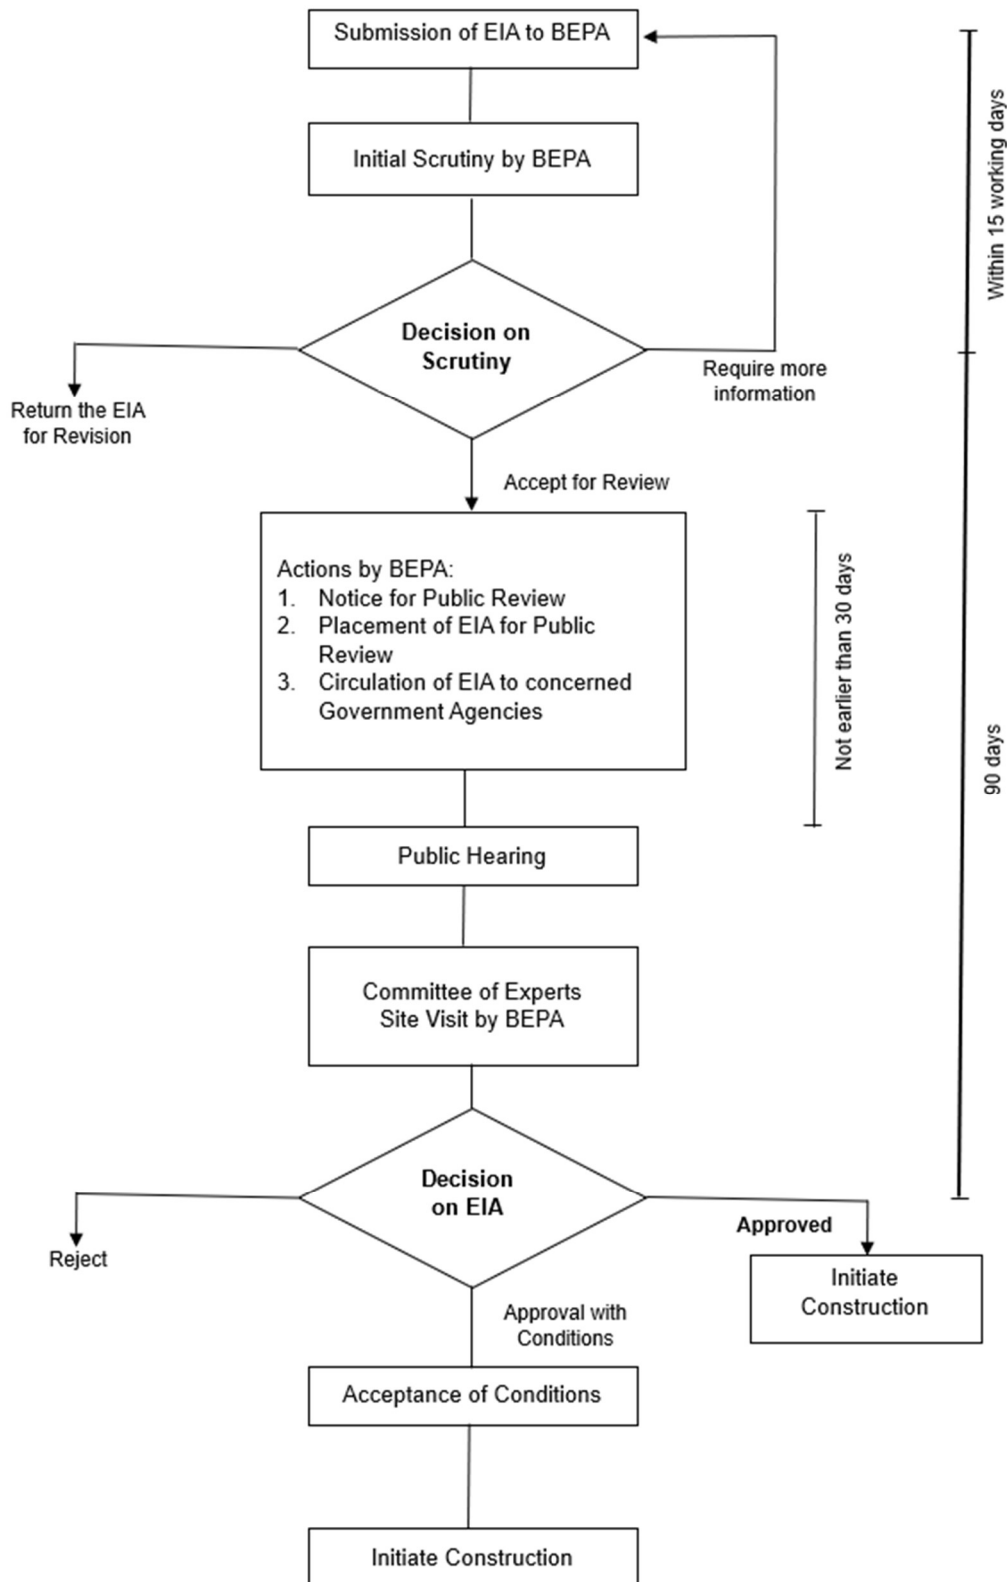 Submission of EIA to BEPA
Within 15 working days
Initial Scrutiny by BEPA
Decision on
Scrutiny
Require more
information
Return the EIA
for Revision
Accept for Review
Actions by BEPA:
1. Notice for Public Review
2. Placement of EIA for Public
Review
3. Circulation of EIA to concerned
Government Agencies
Not earlier than 30 days
90 days
Public Hearing
Committee of Experts
Site Visit by BEPA
Decision
on EIA
Reject
Approved
Initiate
Construction
Approval with
Conditions
Acceptance of Conditions
Initiate Construction